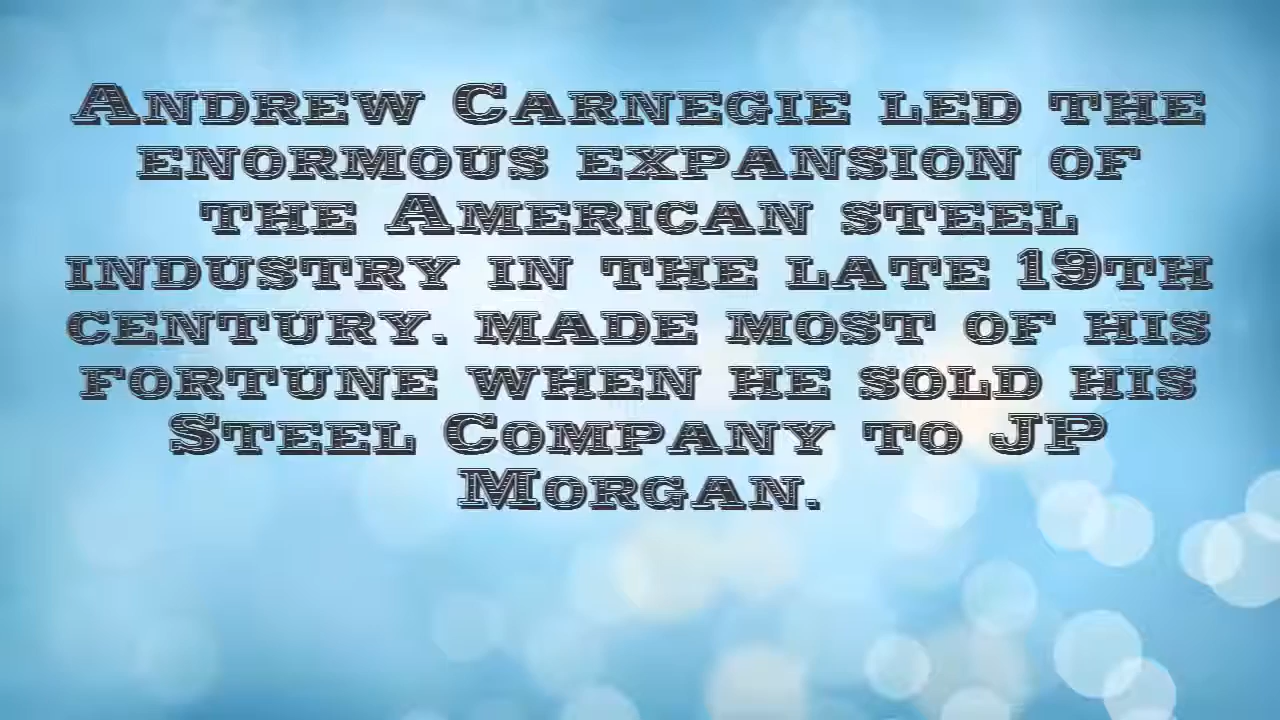 Andrew Carnegie led the
enormous expansion of
the American steel
industry in the late 19th
century. made most of his
fortune when he sold his
Steel Company to JP
Morgan.